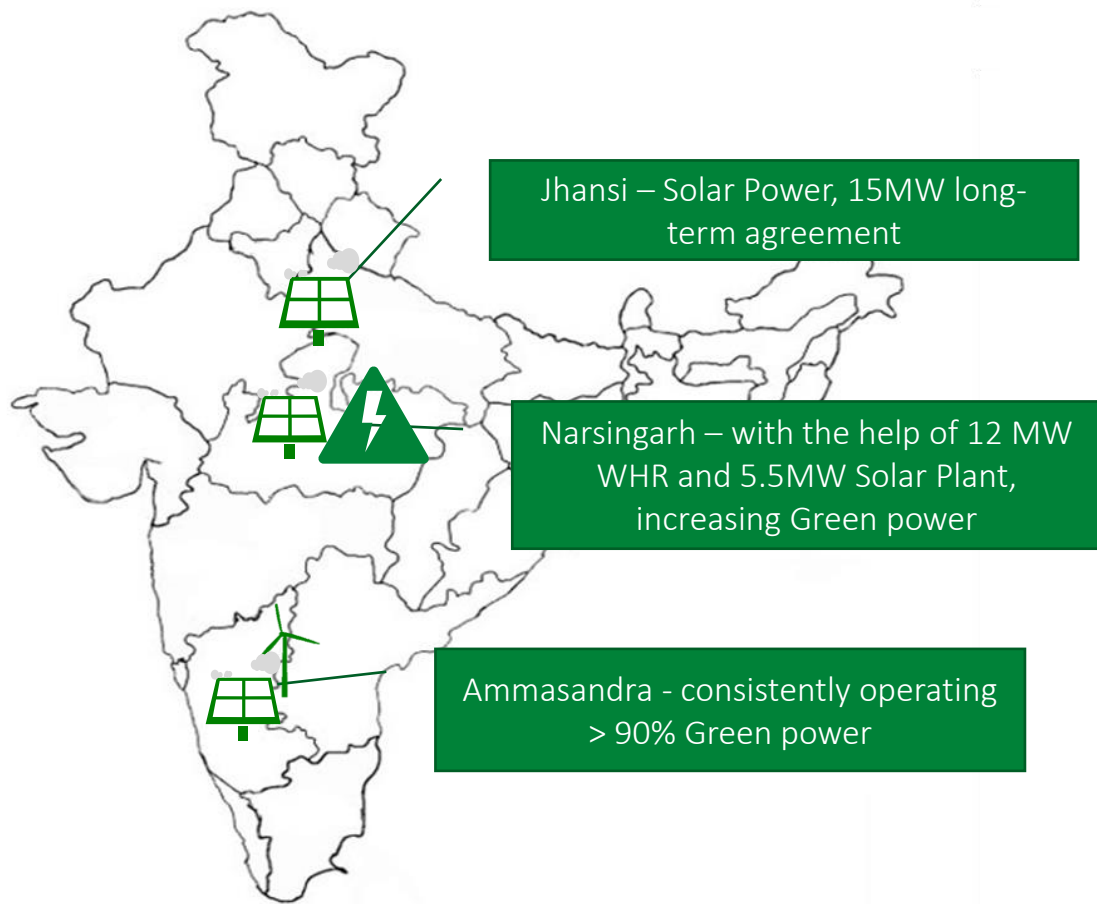 Jhansi – Solar Power, 15MW long-
term agreement
Narsingarh – with the help of 12 MW
WHR and 5.5MW Solar Plant,
increasing Green power
Ammasandra - consistently operating
> 90% Green power